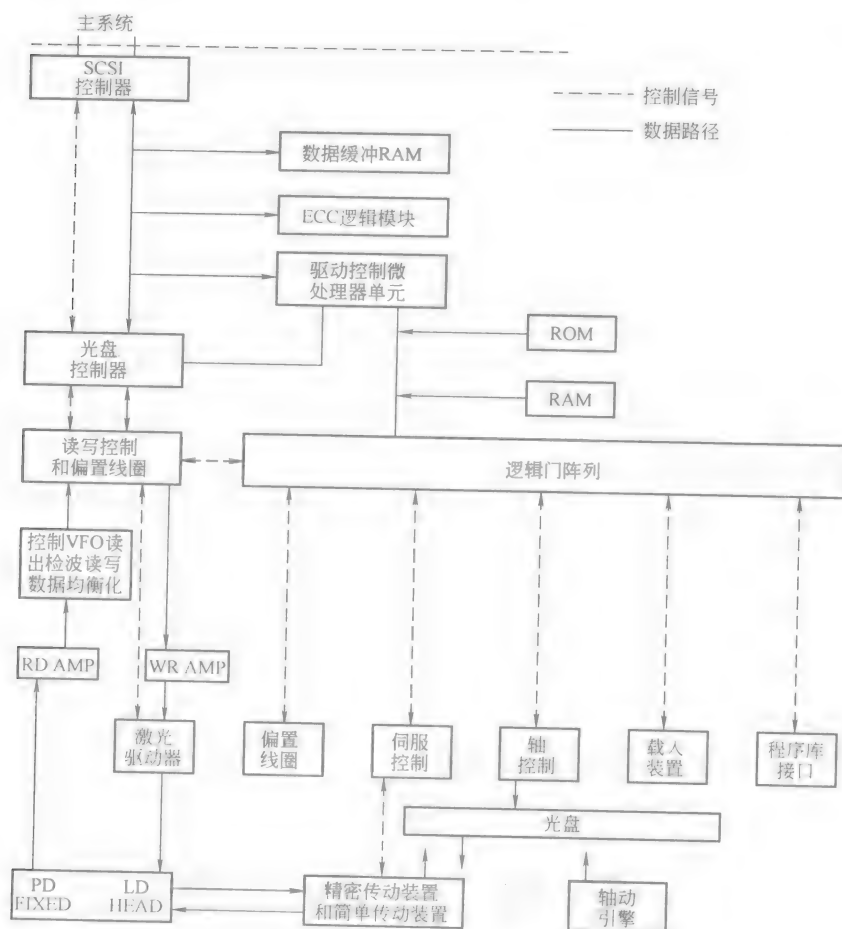 主系统
SCSI
控制器
控制信号
数据路径
数据缓冲RAM
ECC逻辑模块
驱动控制微
处理器单元
ROM
光盘
控制器
RAM
读写控制
和偏置线圈
逻辑门阵列
控制VFO读
出检波读写
数据均衡化
RD AMP
WR AMP
激光
驱动器
偏置
线圈
伺服
控制
轴
控制
载入
装置
程序库
接口
光盘
PD LD
FIXED HEAD
精密传动装置
和简单传动装置
轴动
引擎